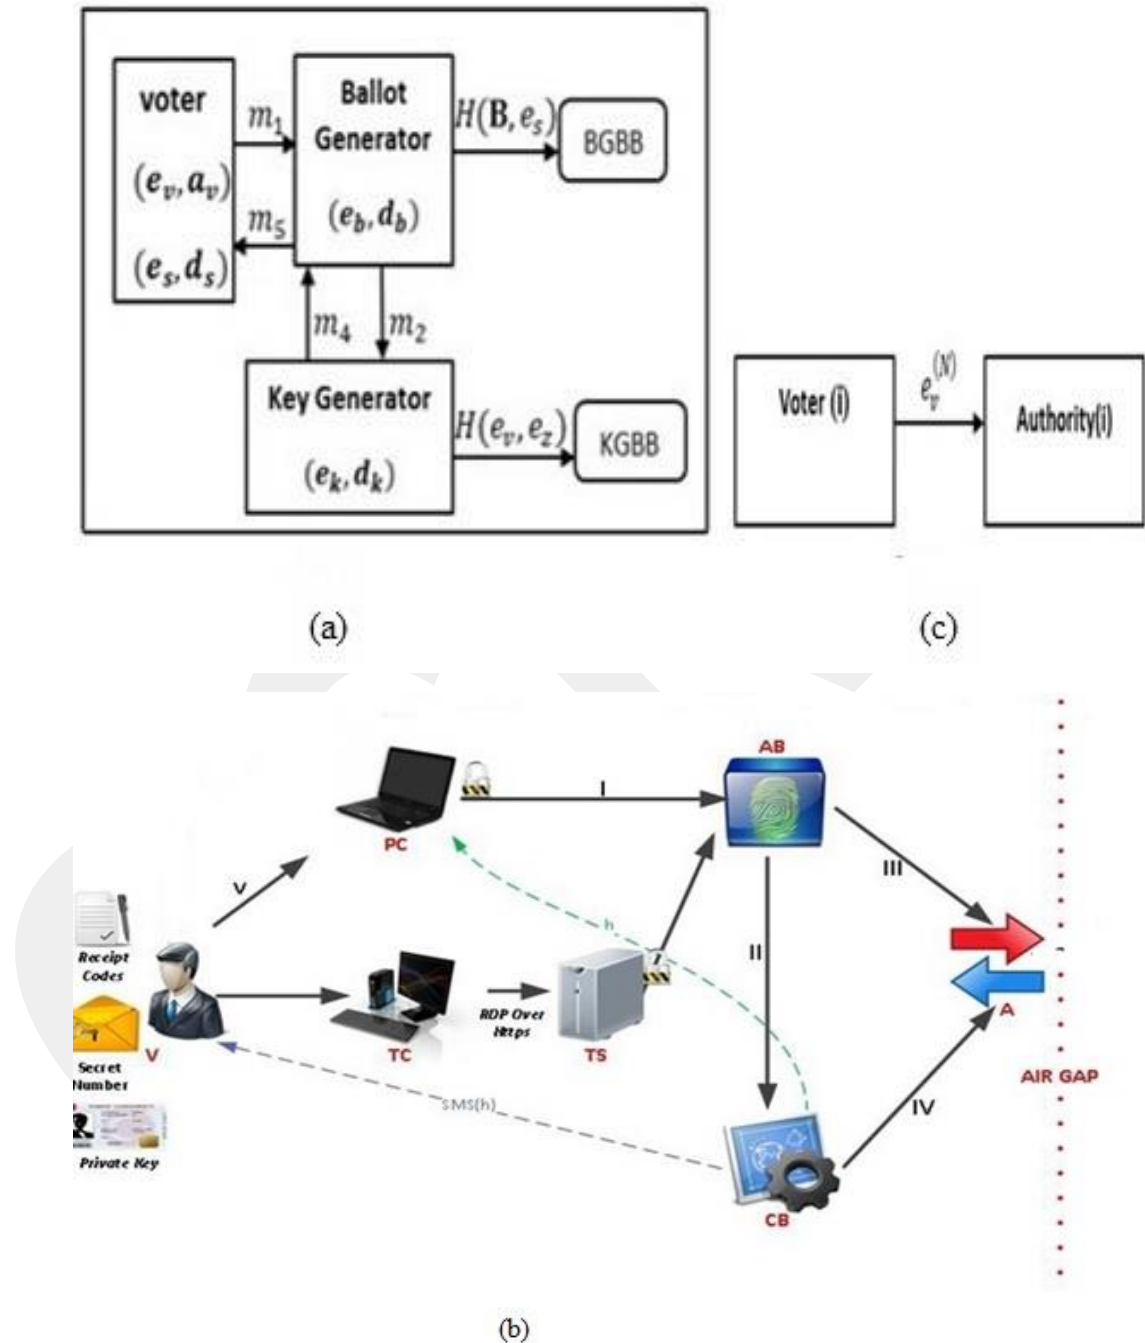 voter
(e_v, a_v)
(e_s, d_s)
m_1
m_5
Ballot
Generator
(e_b, d_b)
H(B, e_s)
BGBB
m_4
m_2
Key Generator
(e_k, d_k)
H(e_v, e_z)
KGBB
(a)
Voter (i)
e_v^(N)
Authority(i)
(c)
AB
I
PC
V
III
h
II
Receipt
Codes
V
Secret
Number
Private Key
TC
RDP Over
Https
TS
A
AIR GAP
SMS(h)
IV
CB
(b)